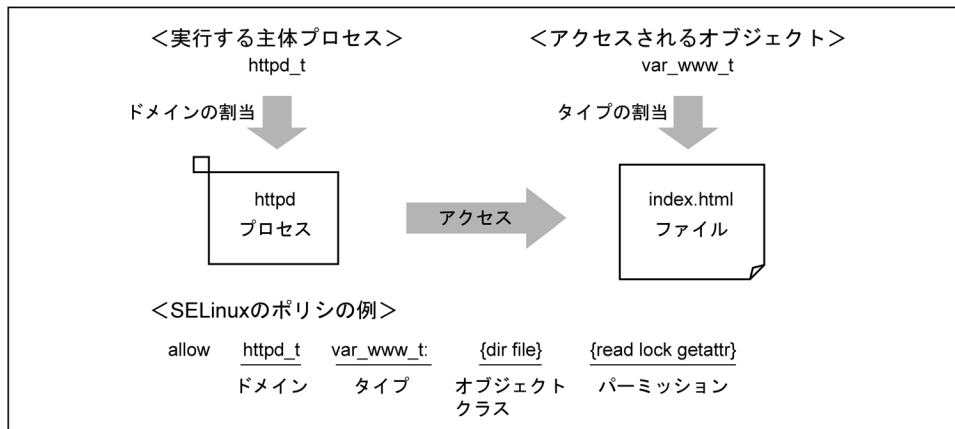 ＜実行する主体プロセス＞
httpd_t
ドメインの割当
httpd
プロセス
アクセス
＜アクセスされるオブジェクト＞
var_www_t
タイプの割当
index.html
ファイル
＜SELinuxのポリシの例＞
allow httpd_t var_www_t: {dir file} {read lock getattr}
ドメイン タイプ オブジェクト パーミッション
クラス